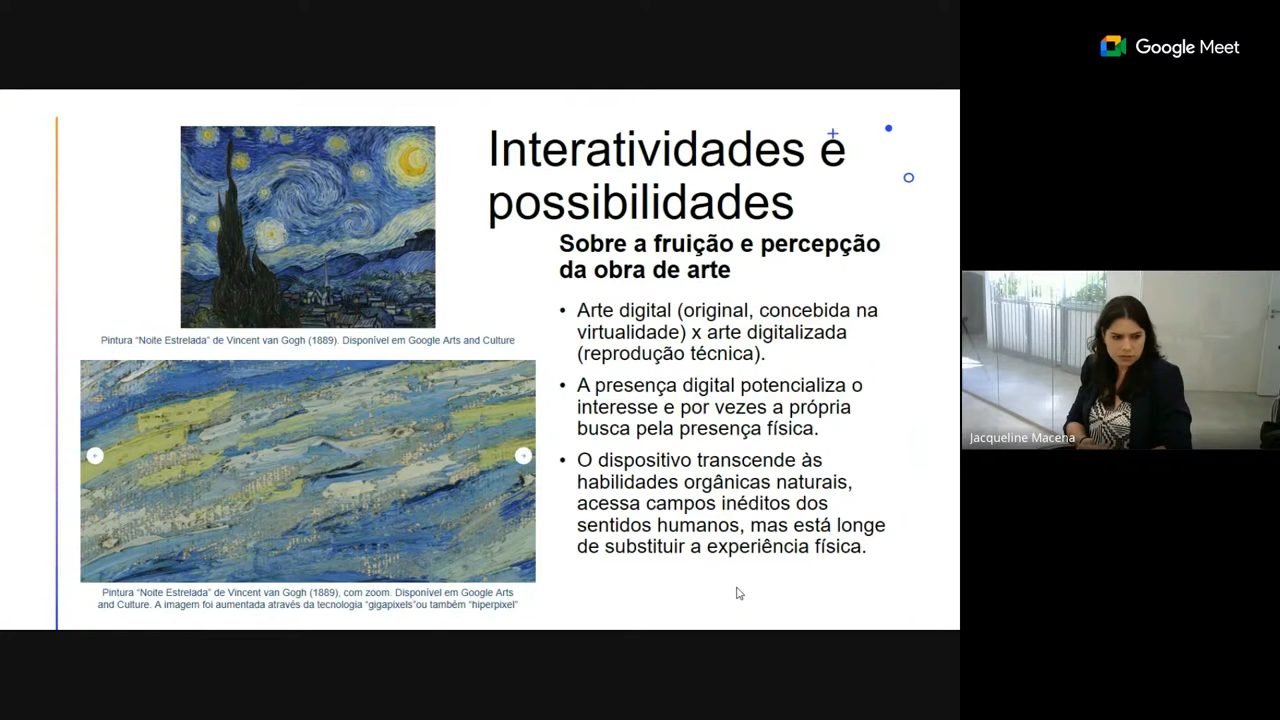 Google Meet
Interatividades e
possibilidades
Sobre a fruição e percepção
da obra de arte
• Arte digital (original, concebida na
virtualidade) x arte digitalizada
(reprodução técnica).
• A presença digital potencializa o
interesse e por vezes a própria
busca pela presença física.
• O dispositivo transcende às
habilidades orgânicas naturais,
acessa campos inéditos dos
sentidos humanos, mas está longe
de substituir a experiência física.
Pintura “Noite Estrelada” de Vincent van Gogh (1889). Disponível em Google Arts and Culture
Pintura “Noite Estrelada” de Vincent van Gogh (1889), com zoom. Disponível em Google Arts
and Culture. A imagem foi aumentada através da tecnologia “gigapixels”ou também “hiperpixel”
Jacqueline Macena